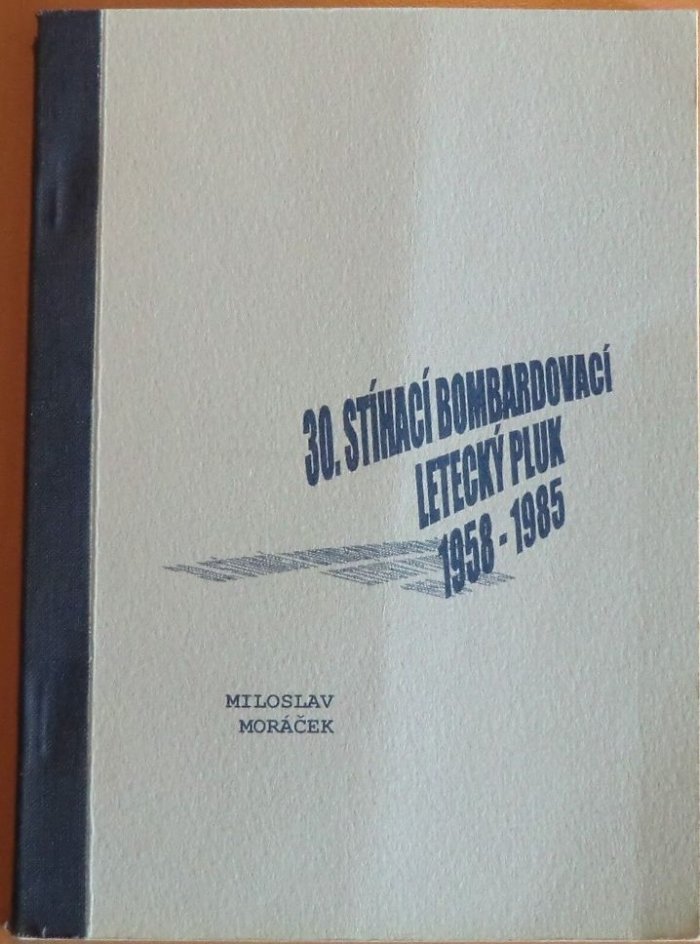 30. STÍHACÍ BOMBARDOVACÍ
LETECKÝ PLUK
1958 - 1985
MILOSLAV
MORÁČEK